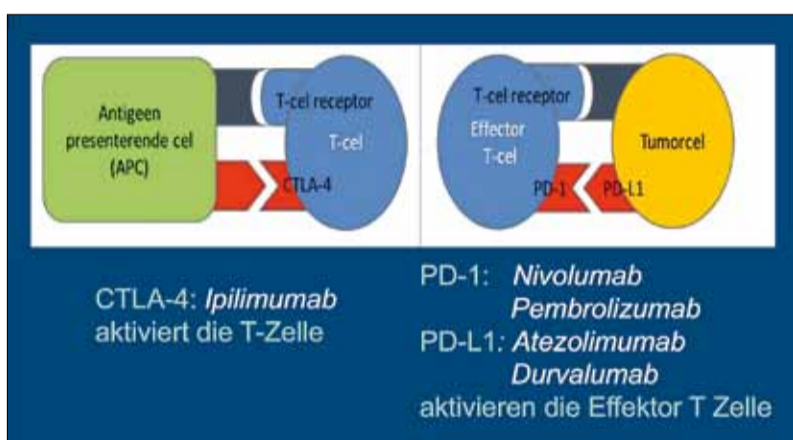 Antigeen
presenterende cel
(APC)
T-cel receptor
T-cel
CTLA-4
T-cel receptor
Effector
T-cel
Tumorcel
PD-1
PD-L1
CTLA-4: Ipilimumab
aktiviert die T-Zelle
PD-1: Nivolumab
Pembrolizumab
PD-L1: Atezolimumab
Durvalumab
aktivieren die Effektor T Zelle